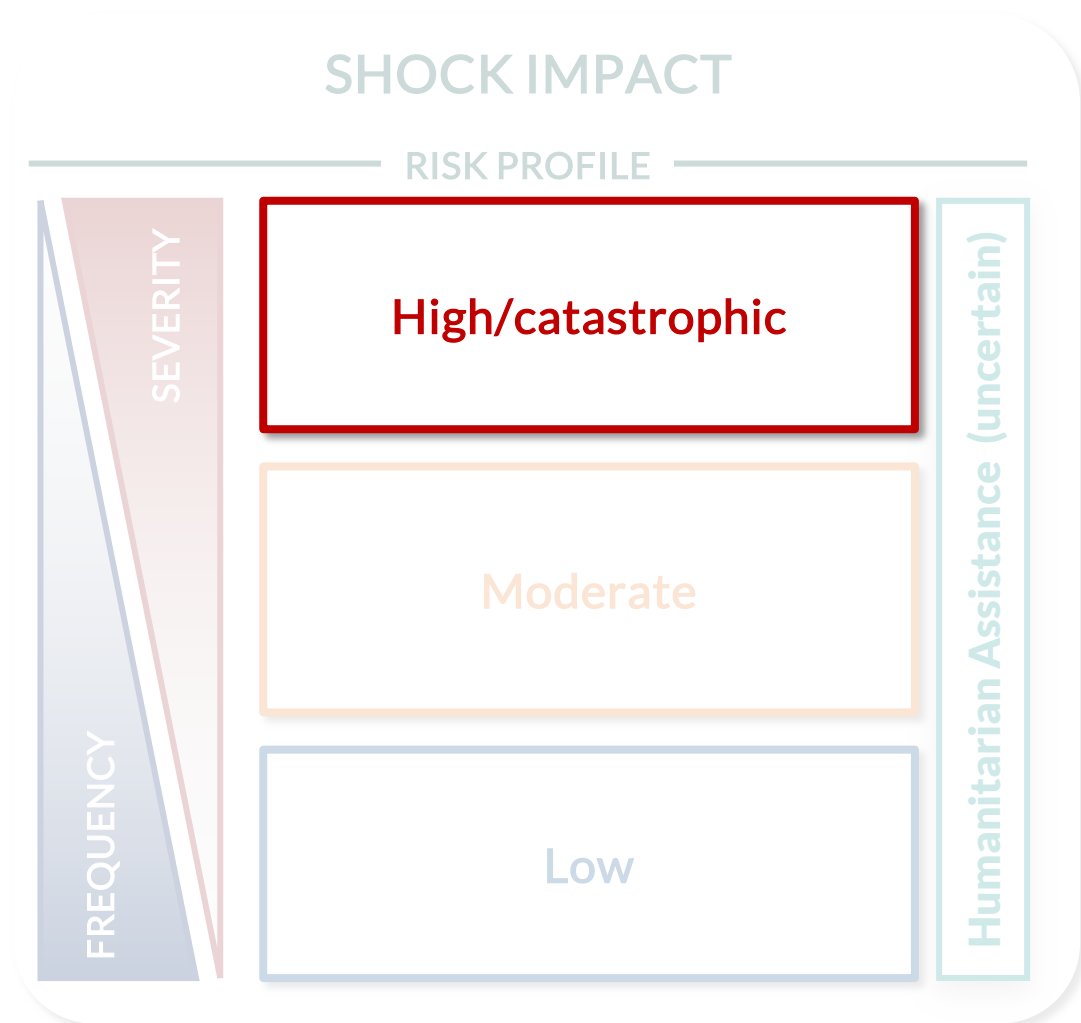 SHOCK IMPACT
RISK PROFILE
SEVERITY
FREQUENCY
High/catastrophic
Moderate
Low
Humanitarian Assistance (uncertain)